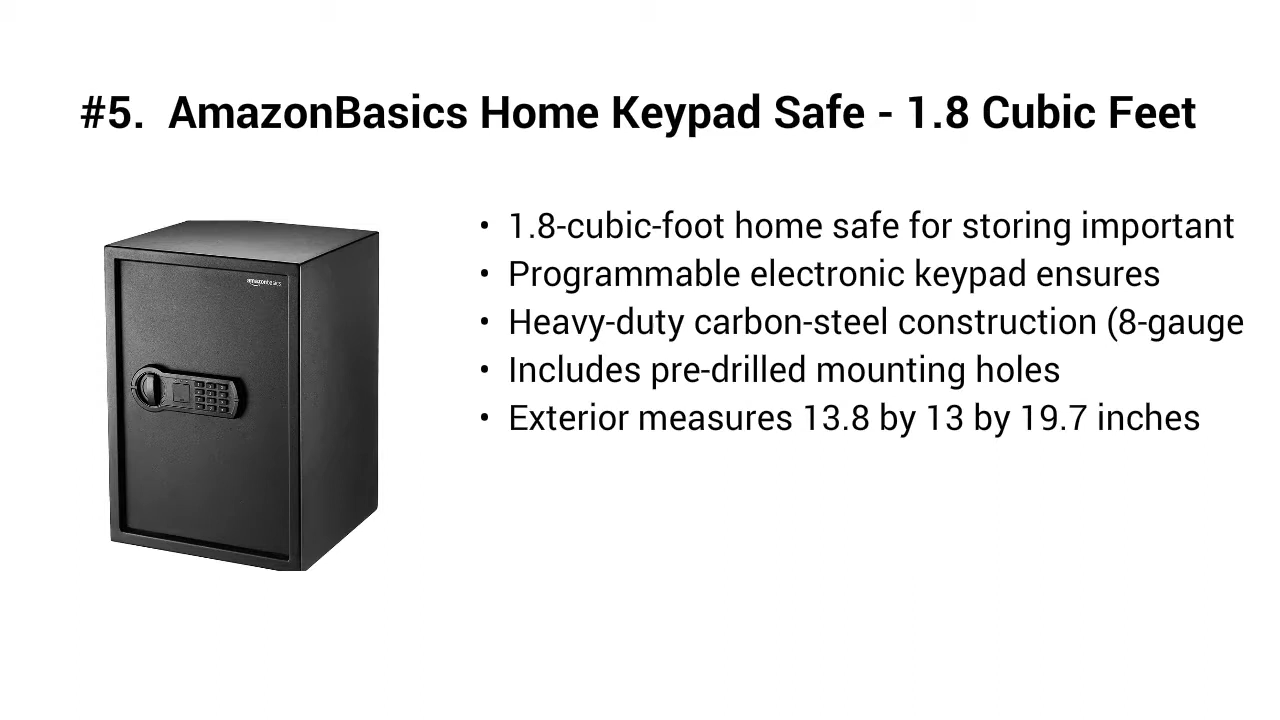 #5. AmazonBasics Home Keypad Safe - 1.8 Cubic Feet
amazonbasics
• 1.8-cubic-foot home safe for storing important
• Programmable electronic keypad ensures
• Heavy-duty carbon-steel construction (8-gauge
• Includes pre-drilled mounting holes
• Exterior measures 13.8 by 13 by 19.7 inches